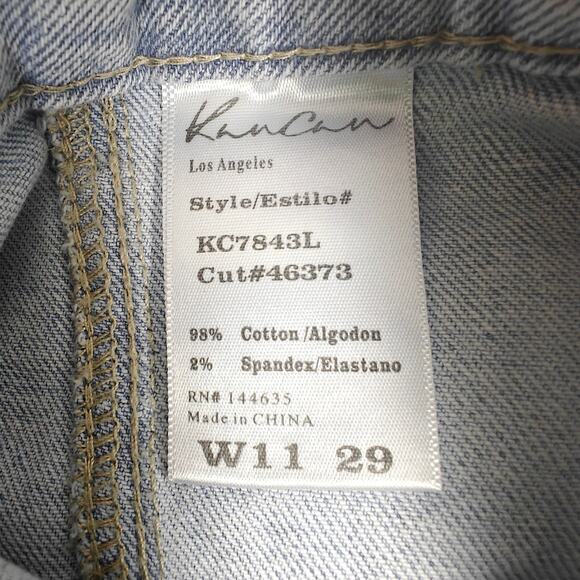 KanCan
Los Angeles
Style/Estilo#
KC7843L
Cut#46373
98% Cotton/Algodon
2% Spandex/Elastano
RN# 144635
Made in CHINA
W11 29